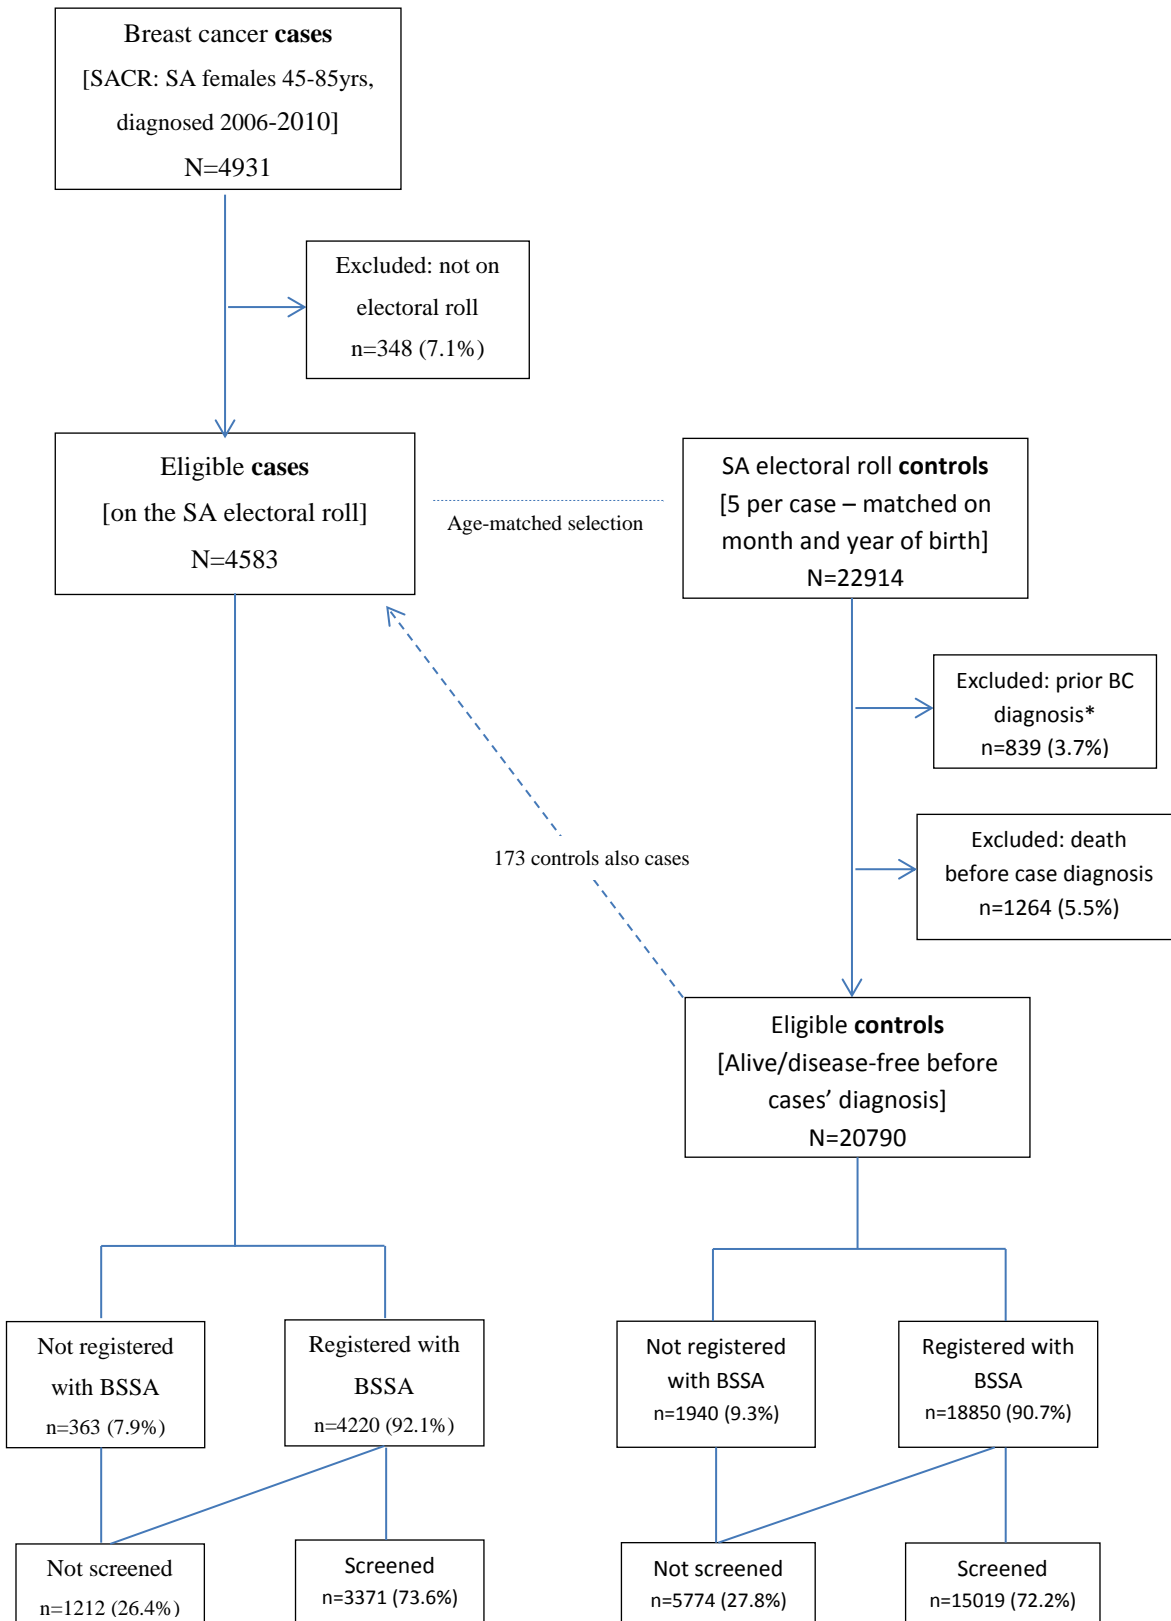 Breast cancer cases
[SACR: SA females 45-85yrs,
diagnosed 2006-2010]
N=4931
Excluded: not on
electoral roll
n=348 (7.1%)
Eligible cases
[on the SA electoral roll]
N=4583
Age-matched selection
SA electoral roll controls
[5 per case – matched on
month and year of birth]
N=22914
Excluded: prior BC
diagnosis*
n=839 (3.7%)
Excluded: death
before case diagnosis
n=1264 (5.5%)
173 controls also cases
Eligible controls
[Alive/disease-free before
cases’ diagnosis]
N=20790
Not registered
with BSSA
n=363 (7.9%)
Registered with
BSSA
n=4220 (92.1%)
Not registered
with BSSA
n=1940 (9.3%)
Registered with
BSSA
n=18850 (90.7%)
Not screened
n=1212 (26.4%)
Screened
n=3371 (73.6%)
Not screened
n=5774 (27.8%)
Screened
n=15019 (72.2%)